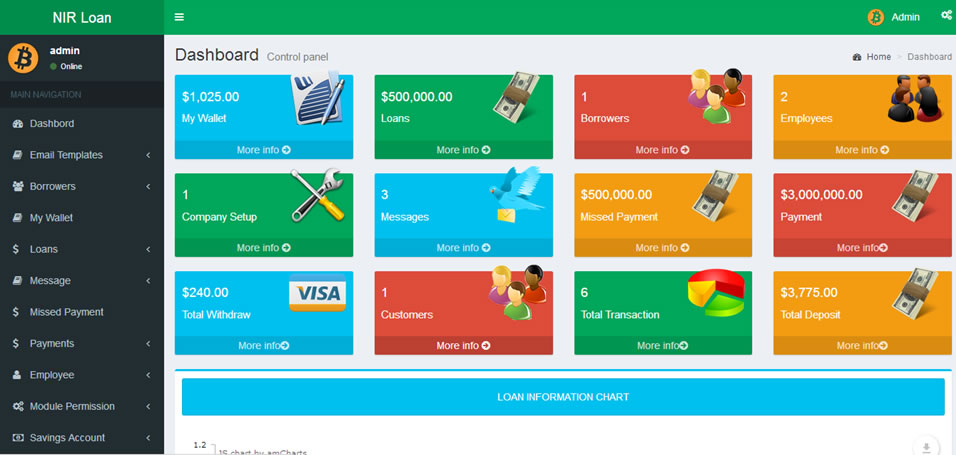 NIR Loan
Admin
admin
Online
MAIN NAVIGATION
Dashbord
Email Templates
Borrowers
My Wallet
Loans
Message
Missed Payment
Payments
Employee
Module Permission
Savings Account
Dashboard Control panel
Home > Dashboard
$1,025.00
My Wallet
More info
$500,000.00
Loans
More info
1
Borrowers
More info
2
Employees
More info
1
Company Setup
More info
3
Messages
More info
$500,000.00
Missed Payment
More info
$3,000,000.00
Payment
More info
$240.00
Total Withdraw
VISA
More info
1
Customers
More info
6
Total Transaction
More info
$3,775.00
Total Deposit
More info
LOAN INFORMATION CHART
1.2
JS chart by amCharts